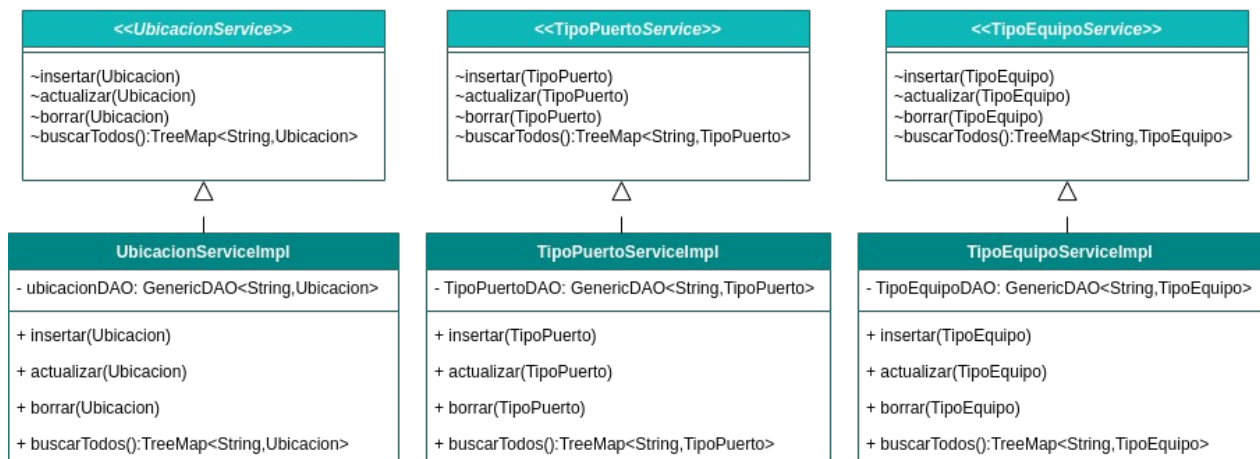 <<UbicacionService>>
~insertar(Ubicacion)
~actualizar(Ubicacion)
~borrar(Ubicacion)
~buscarTodos():TreeMap<String,Ubicacion>
<<TipoPuertoService>>
~insertar(TipoPuerto)
~actualizar(TipoPuerto)
~borrar(TipoPuerto)
~buscarTodos():TreeMap<String,TipoPuerto>
<<TipoEquipoService>>
~insertar(TipoEquipo)
~actualizar(TipoEquipo)
~borrar(TipoEquipo)
~buscarTodos():TreeMap<String,TipoEquipo>
UbicacionServiceImpl
- ubicacionDAO: GenericDAO<String,Ubicacion>
+ insertar(Ubicacion)
+ actualizar(Ubicacion)
+ borrar(Ubicacion)
+ buscarTodos():TreeMap<String,Ubicacion>
TipoPuertoServiceImpl
- TipoPuertoDAO: GenericDAO<String,TipoPuerto>
+ insertar(TipoPuerto)
+ actualizar(TipoPuerto)
+ borrar(TipoPuerto)
+ buscarTodos():TreeMap<String,TipoPuerto>
TipoEquipoServiceImpl
- TipoEquipoDAO: GenericDAO<String,TipoEquipo>
+ insertar(TipoEquipo)
+ actualizar(TipoEquipo)
+ borrar(TipoEquipo)
+ buscarTodos():TreeMap<String,TipoEquipo>